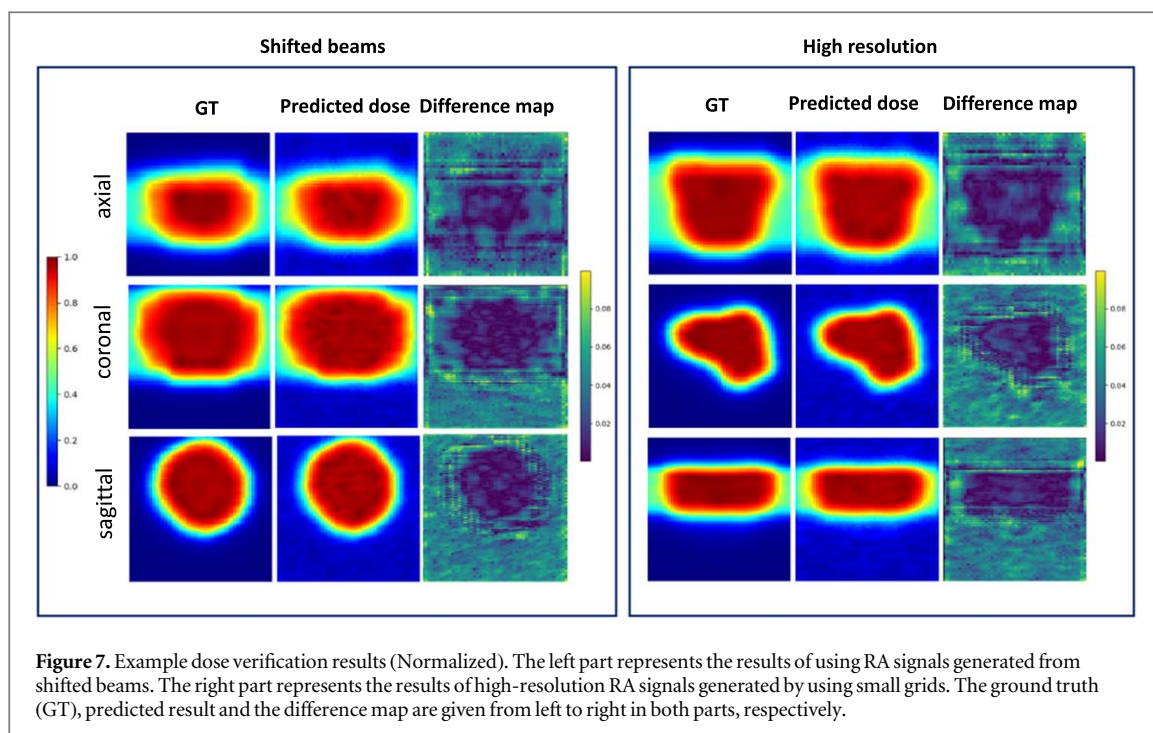 Shifted beams
High resolution
GT Predicted dose Difference map
GT Predicted dose Difference map
axial
coronal
sagittal
1.0
0.8
0.6
0.4
0.2
0.0
0.08
0.06
0.04
0.02
0.08
0.06
0.04
0.02
Figure 7. Example dose verification results (Normalized). The left part represents the results of using RA signals generated from
shifted beams. The right part represents the results of high-resolution RA signals generated by using small grids. The ground truth
(GT), predicted result and the difference map are given from left to right in both parts, respectively.